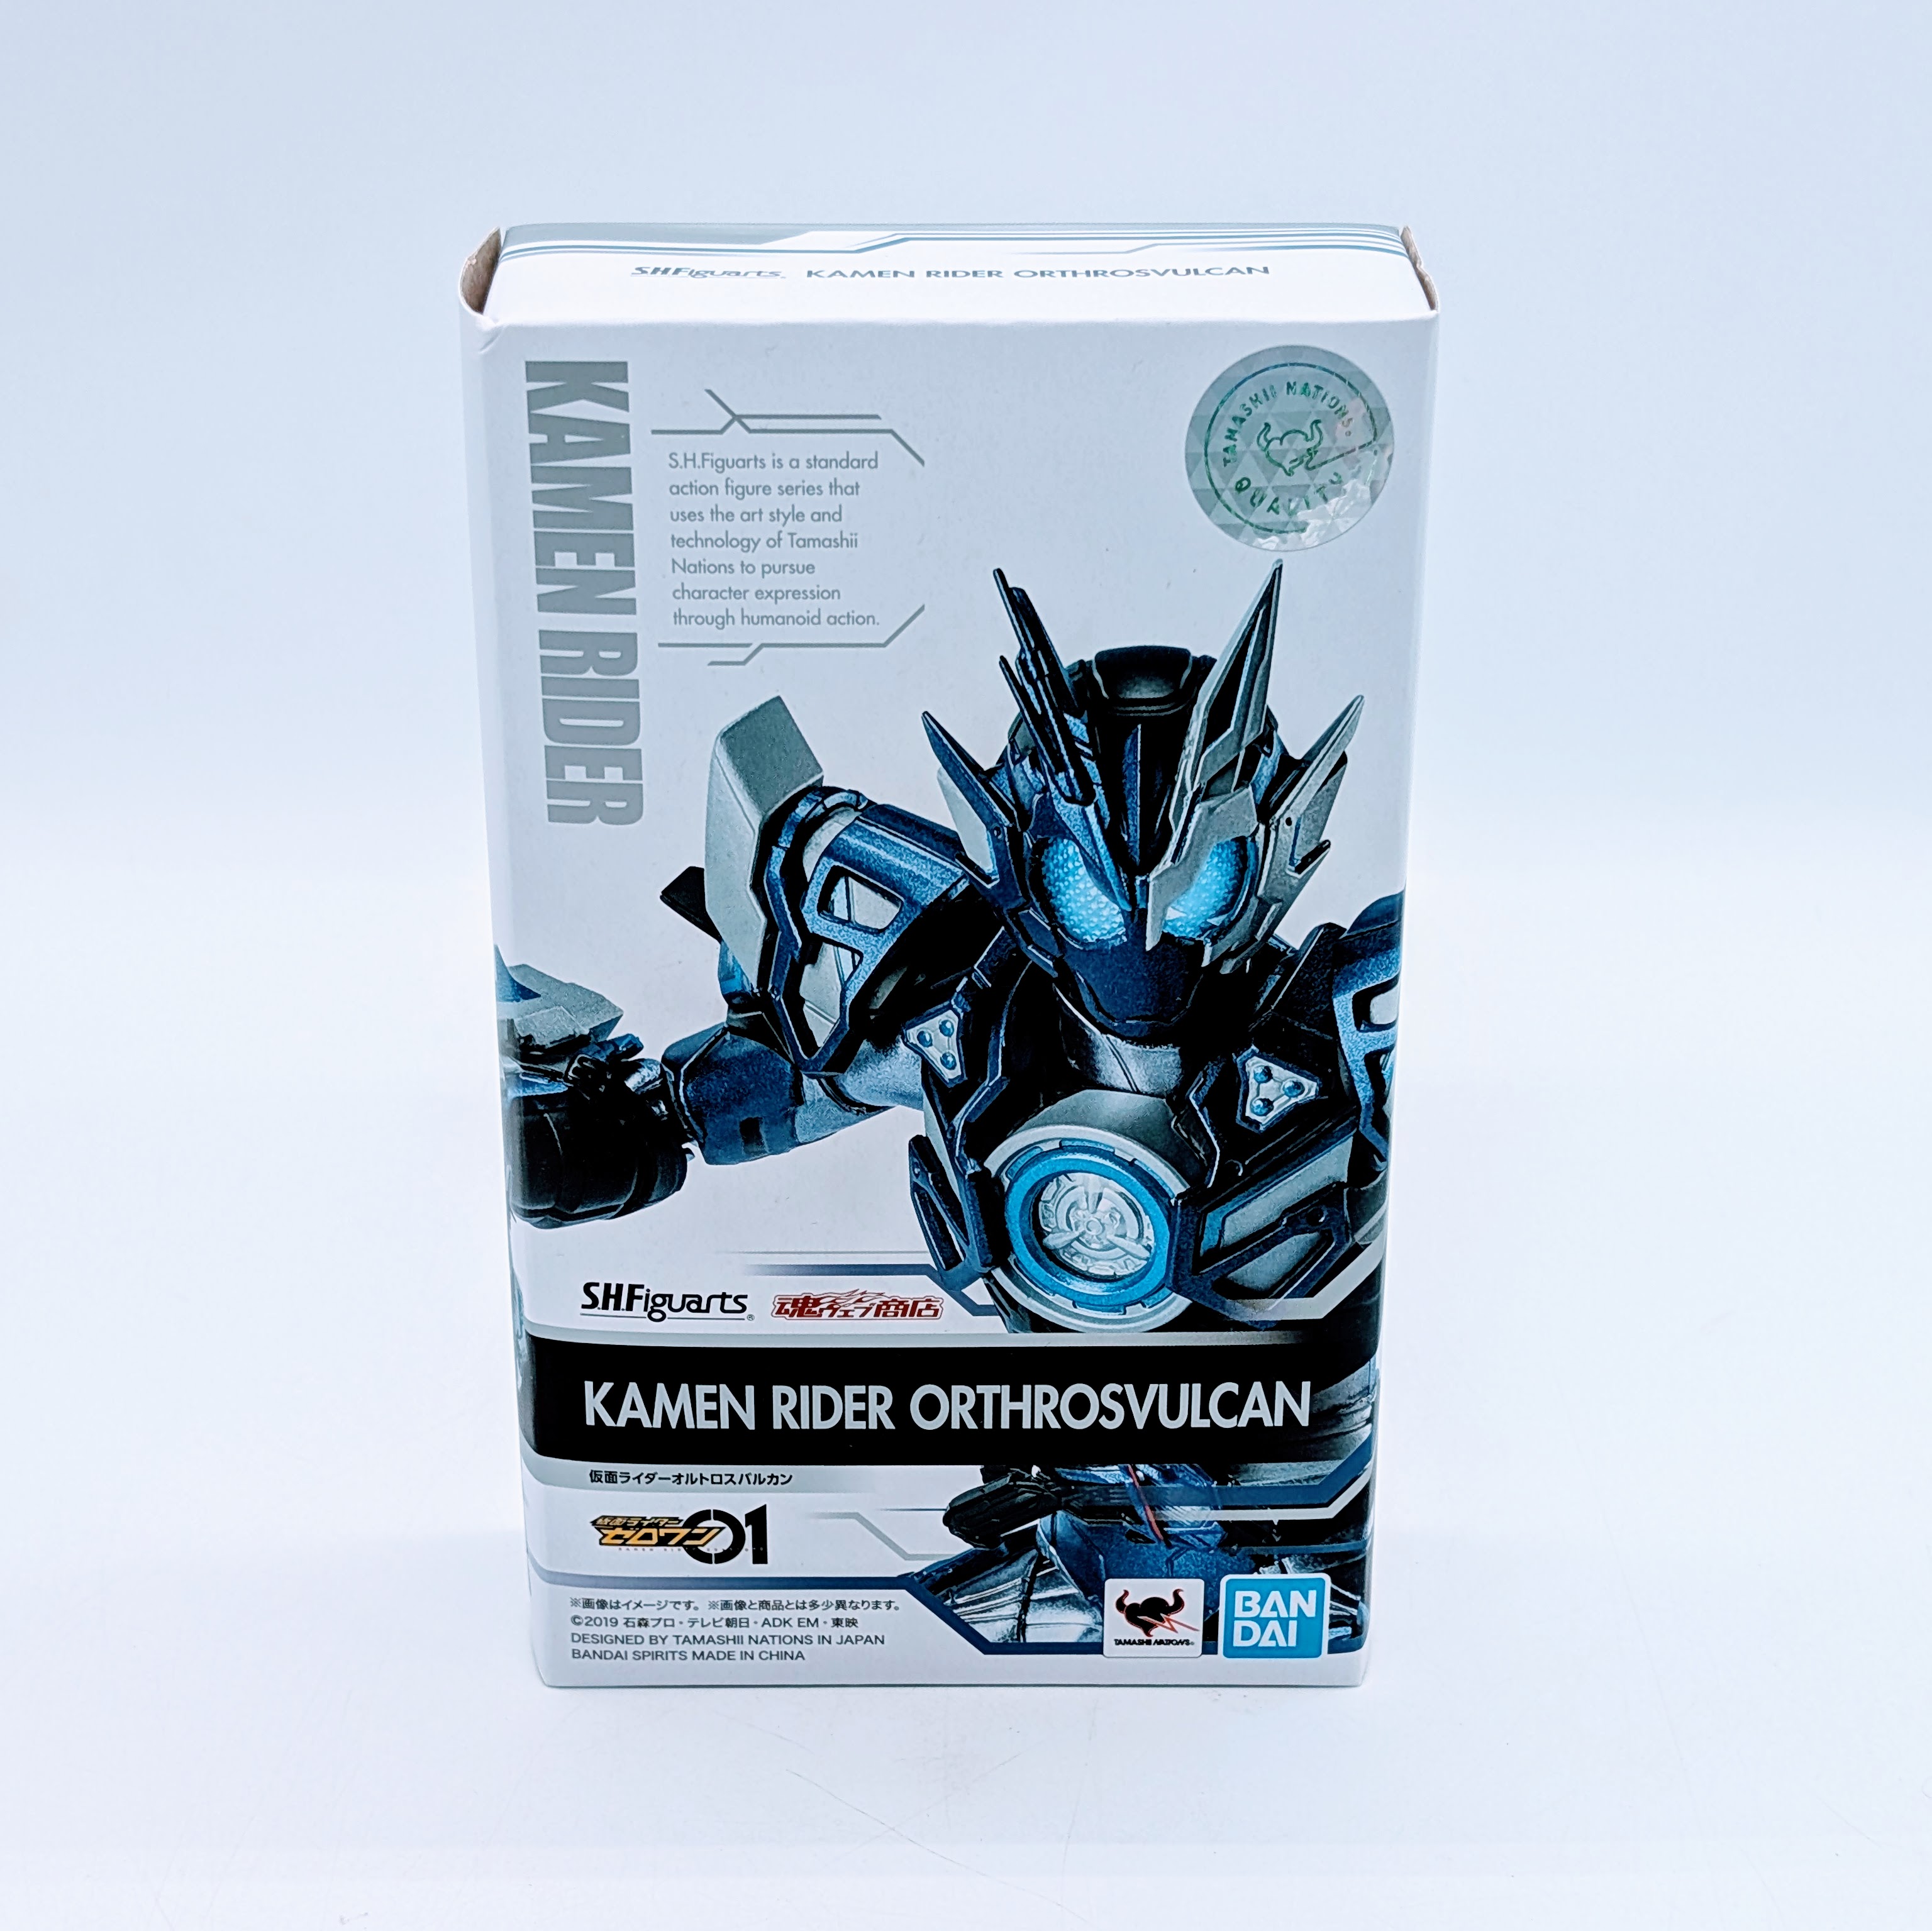 S.H.Figuarts KAMEN RIDER ORTHROSVULCAN
KAMEN RIDER
S.H.Figuarts is a standard
action figure series that
uses the art style and
technology of Tamashii
Nations to pursue
character expression
through humanoid action.
TAMASHII NATIONS.
QUALITY
S.H.Figuarts® 魂ウェブ商店
KAMEN RIDER ORTHROSVULCAN
仮面ライダーオルトロスバルカン
仮面ライダー
ゼロワン 01
※画像はイメージです。※画像と商品とは多少異なります。
©2019 石森プロ・テレビ朝日・ADK EM・東映
DESIGNED BY TAMASHII NATIONS IN JAPAN
BANDAI SPIRITS MADE IN CHINA
TAMASHII NATIONS®
BAN
DAI